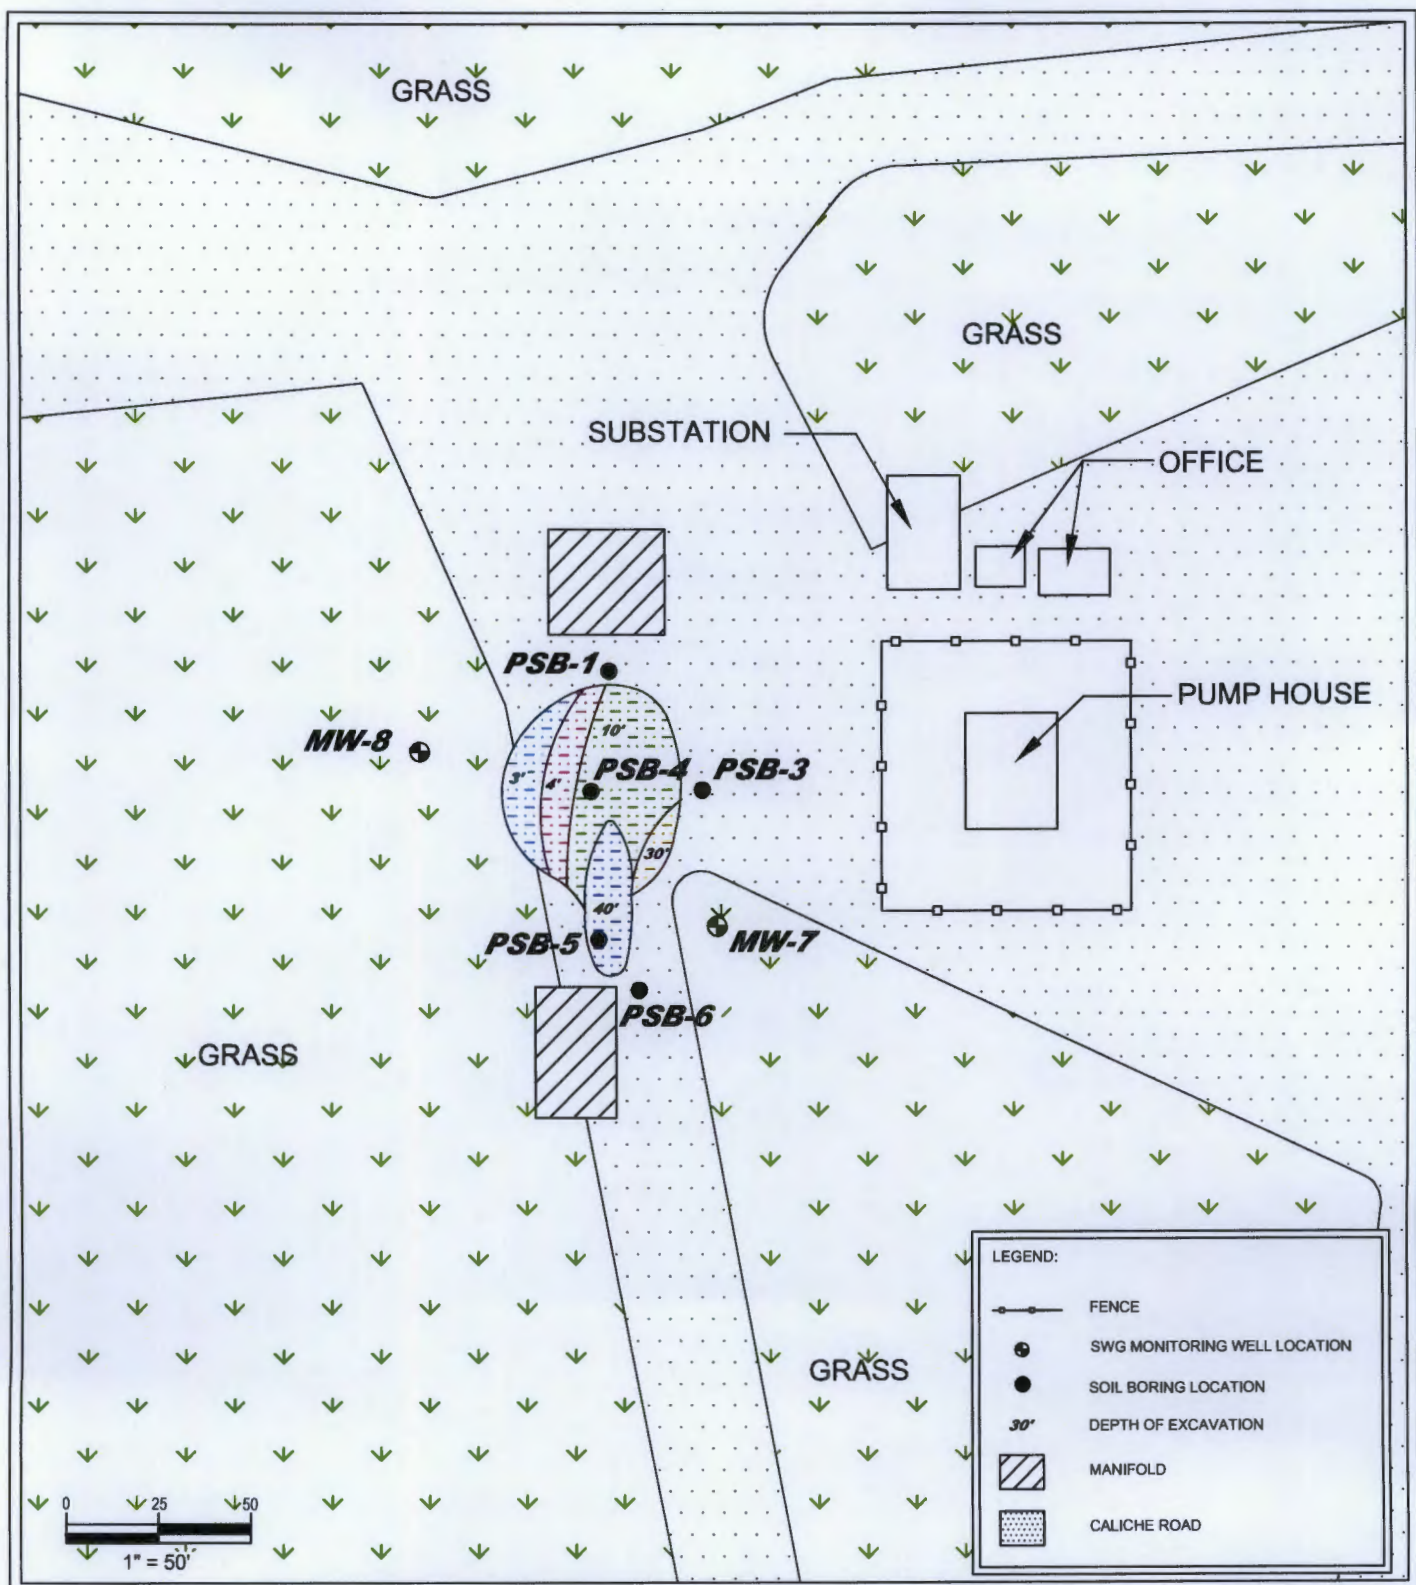 GRASS
GRASS
SUBSTATION
OFFICE
PSB-1
PUMP HOUSE
10'
MW-8
3'
4'
PSB-4
PSB-3
30'
40'
PSB-5
MW-7
PSB-6
GRASS
GRASS
LEGEND:
FENCE
SWG MONITORING WELL LOCATION
SOIL BORING LOCATION
30' DEPTH OF EXCAVATION
MANIFOLD
CALICHE ROAD
0 25 50
1" = 50'